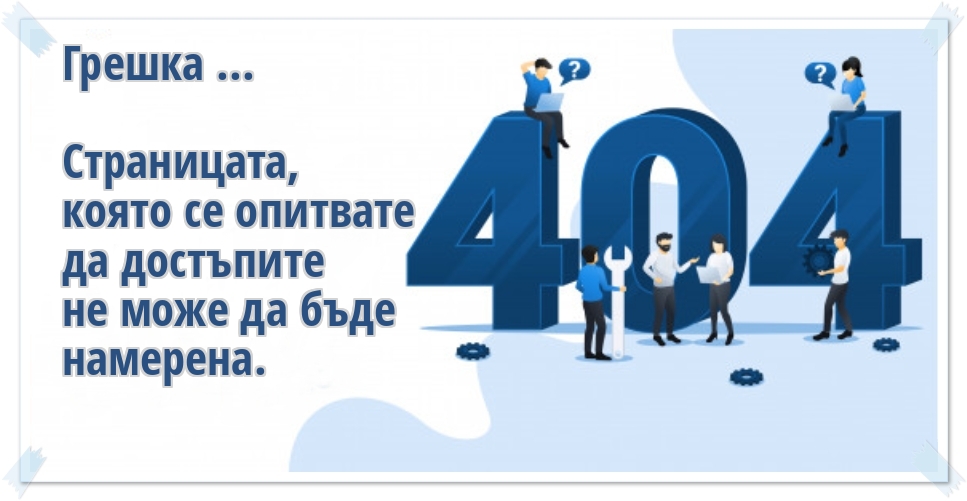 Грешка ...
Страницата,
която се опитвате
да достъпите
не може да бъде
намерена.
404
?
?